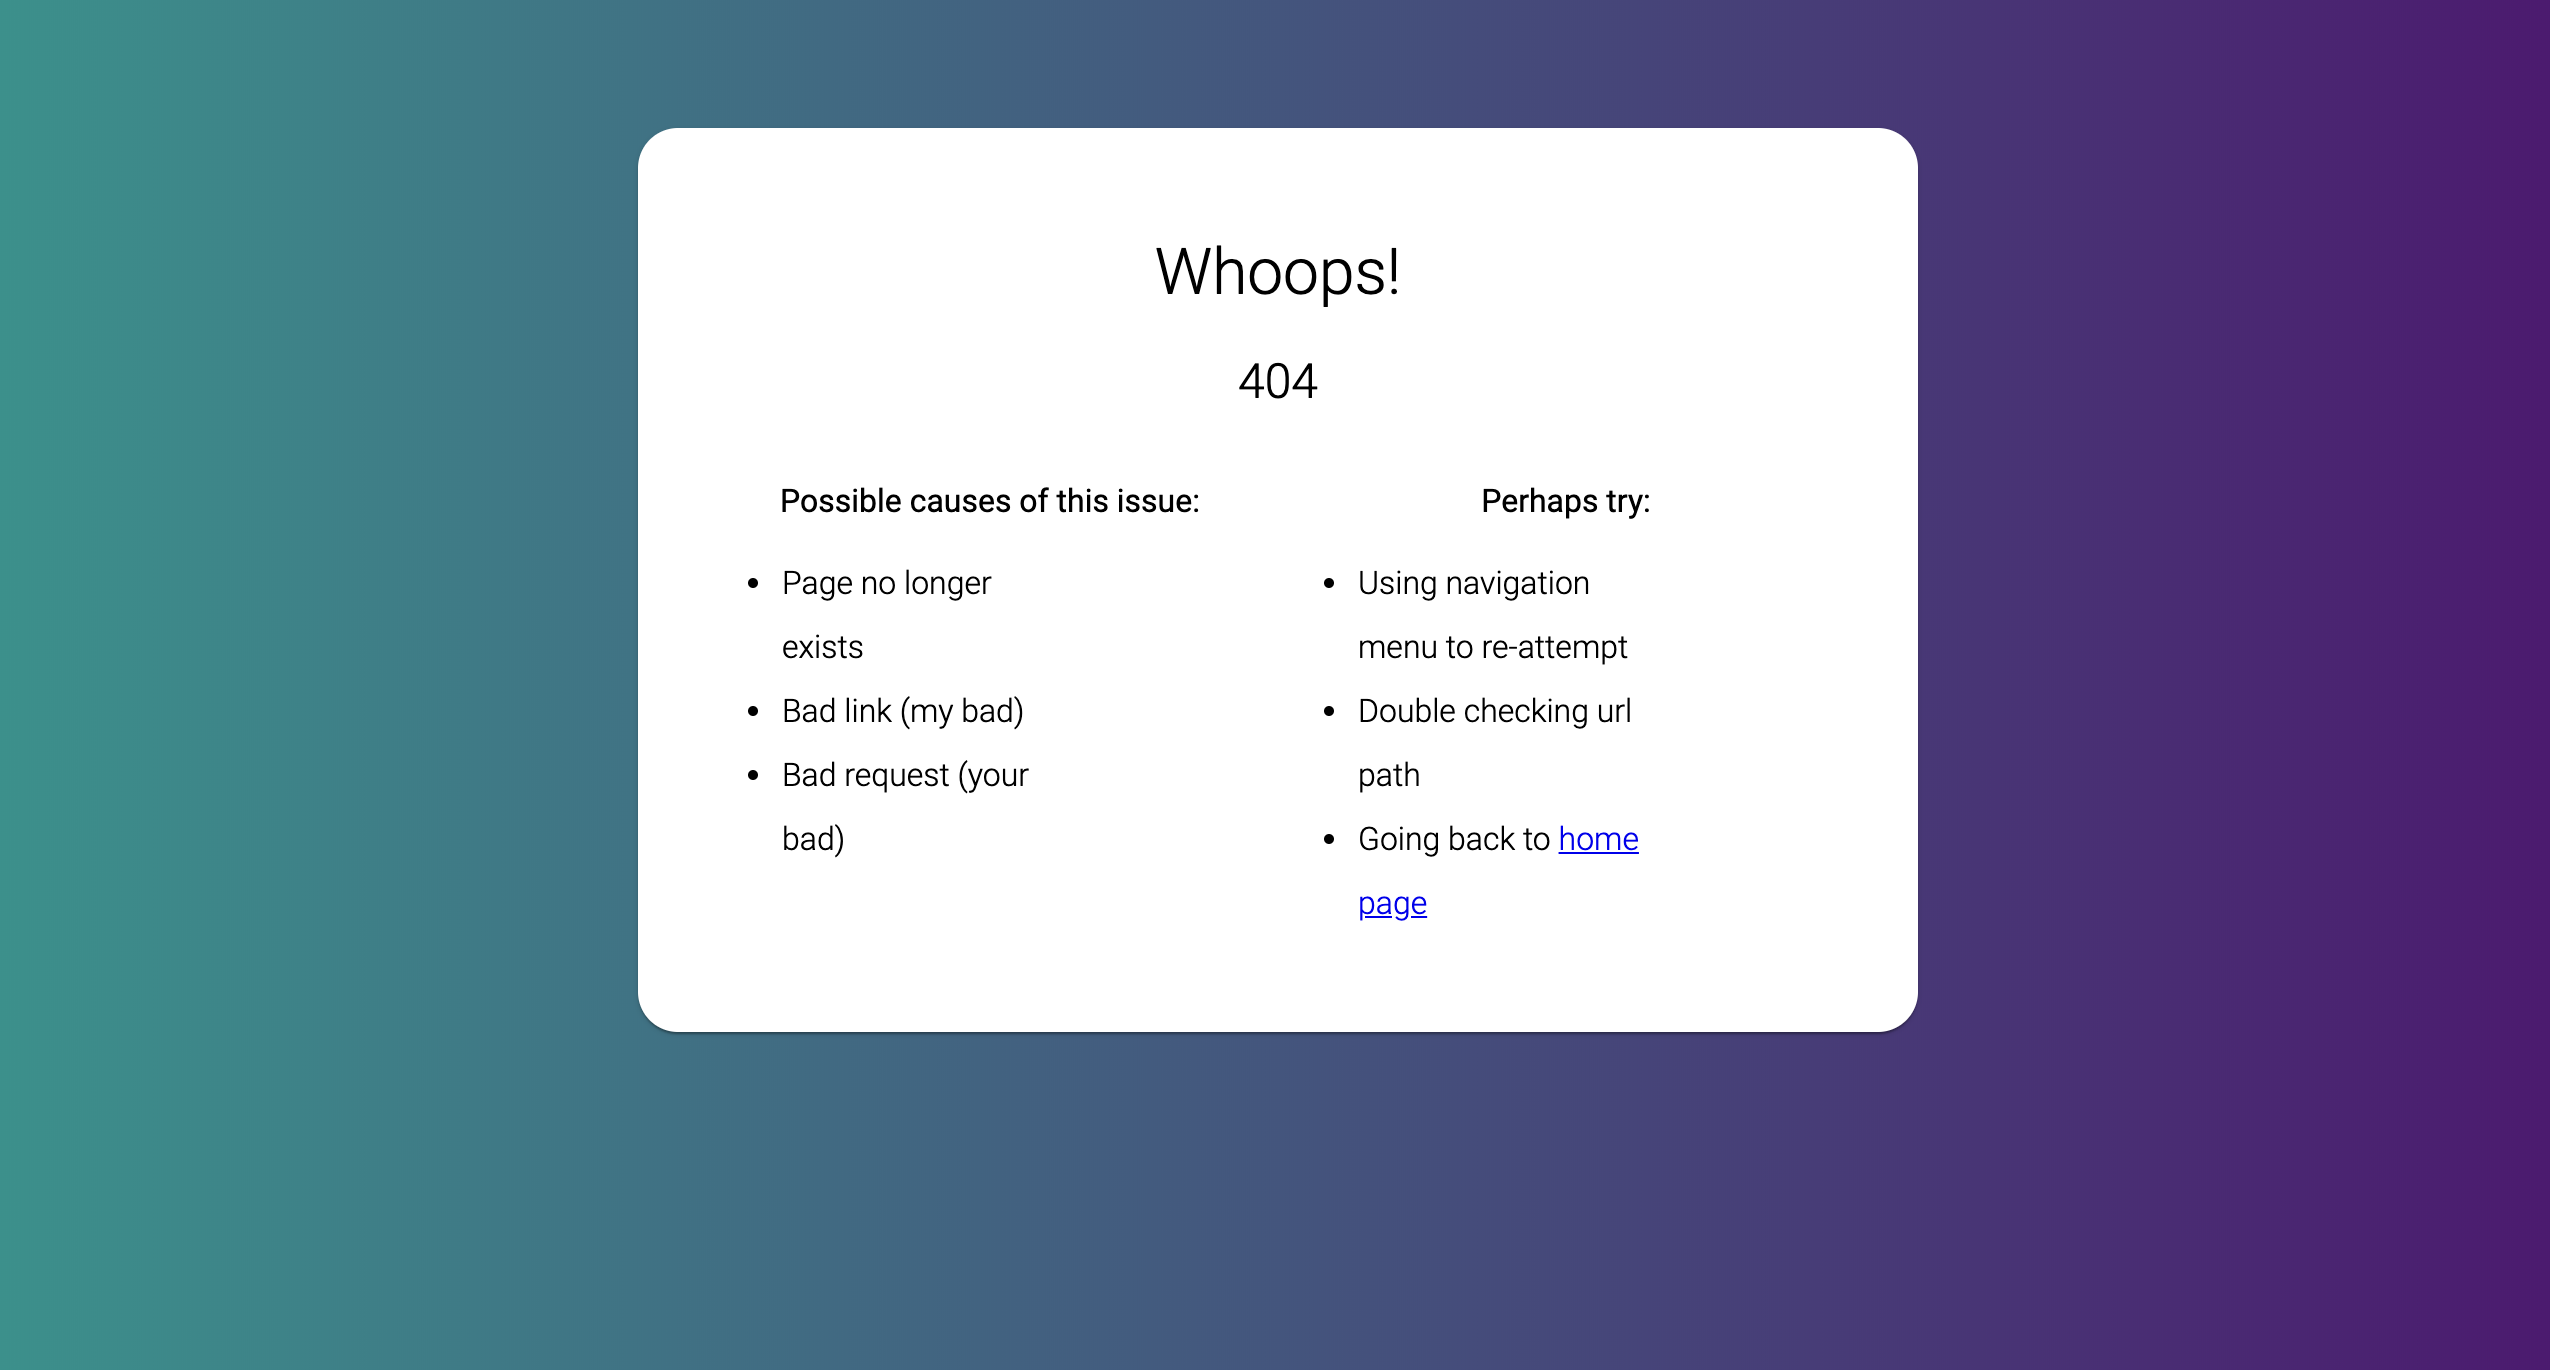 Whoops!
404
Possible causes of this issue:
Page no longer
exists
Bad link (my bad)
Bad request (your
bad)
Perhaps try:
Using navigation
menu to re-attempt
Double checking url
path
Going back to home
page